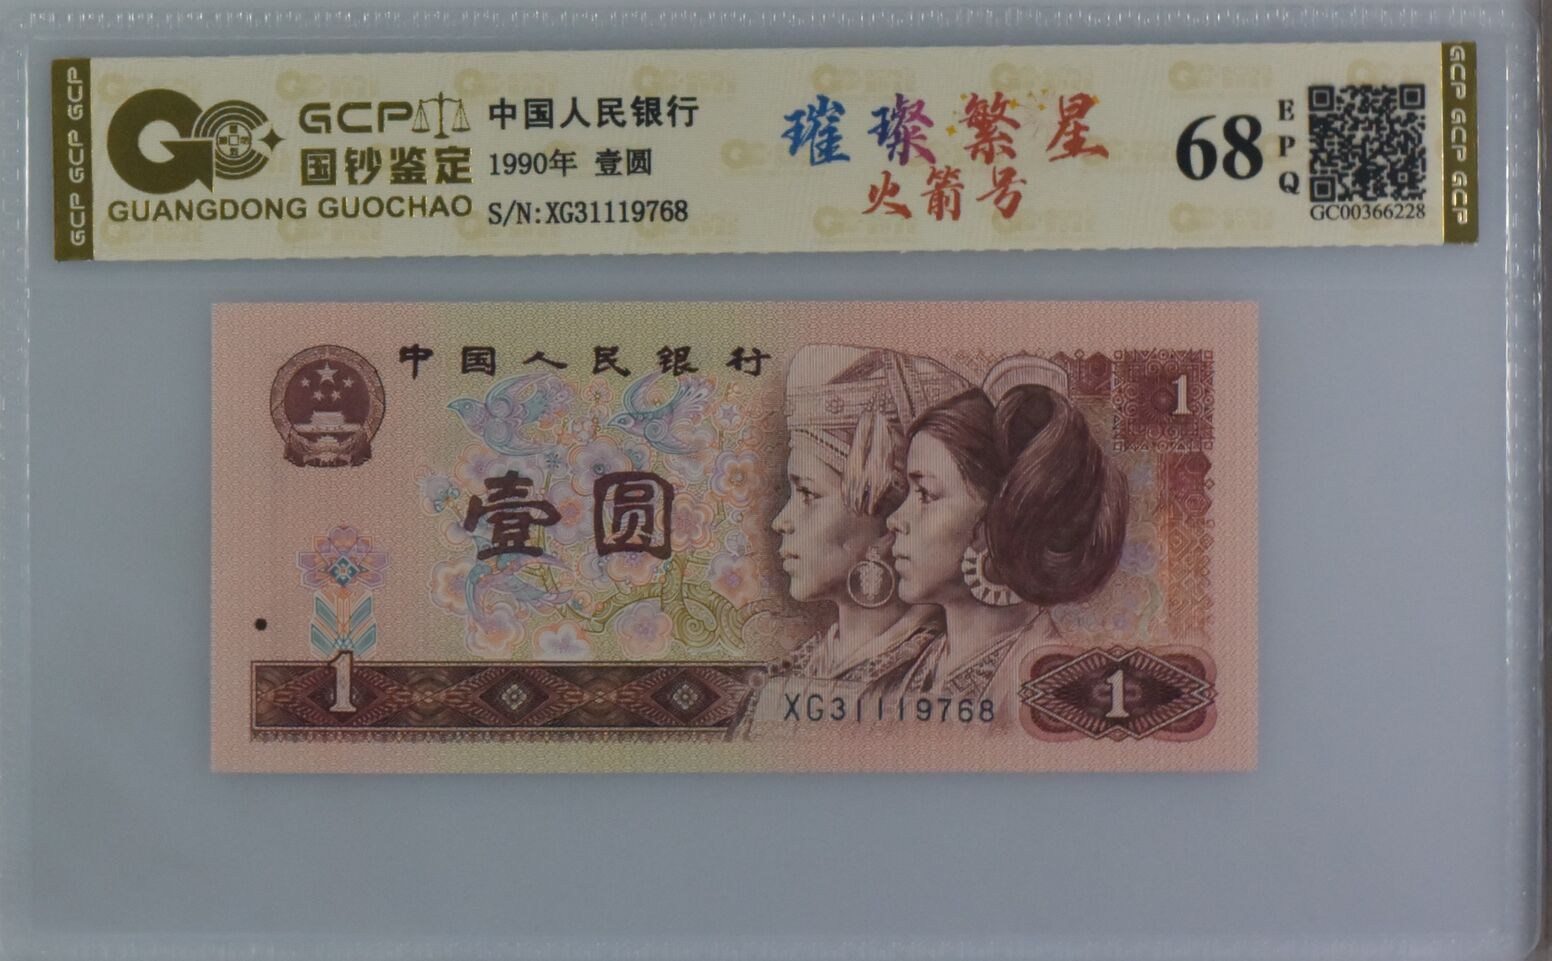 GCP GCP GCP
GCP
国钞鉴定
GUANGDONG GUOCHAO
中国人民银行
1990年 壹圆
S/N:XG31119768
璀璨繁星
火箭号
68
EPQ
GC00366228
GCP GCP GCP
中国人民银行
1
壹圆
1
XG31119768
1